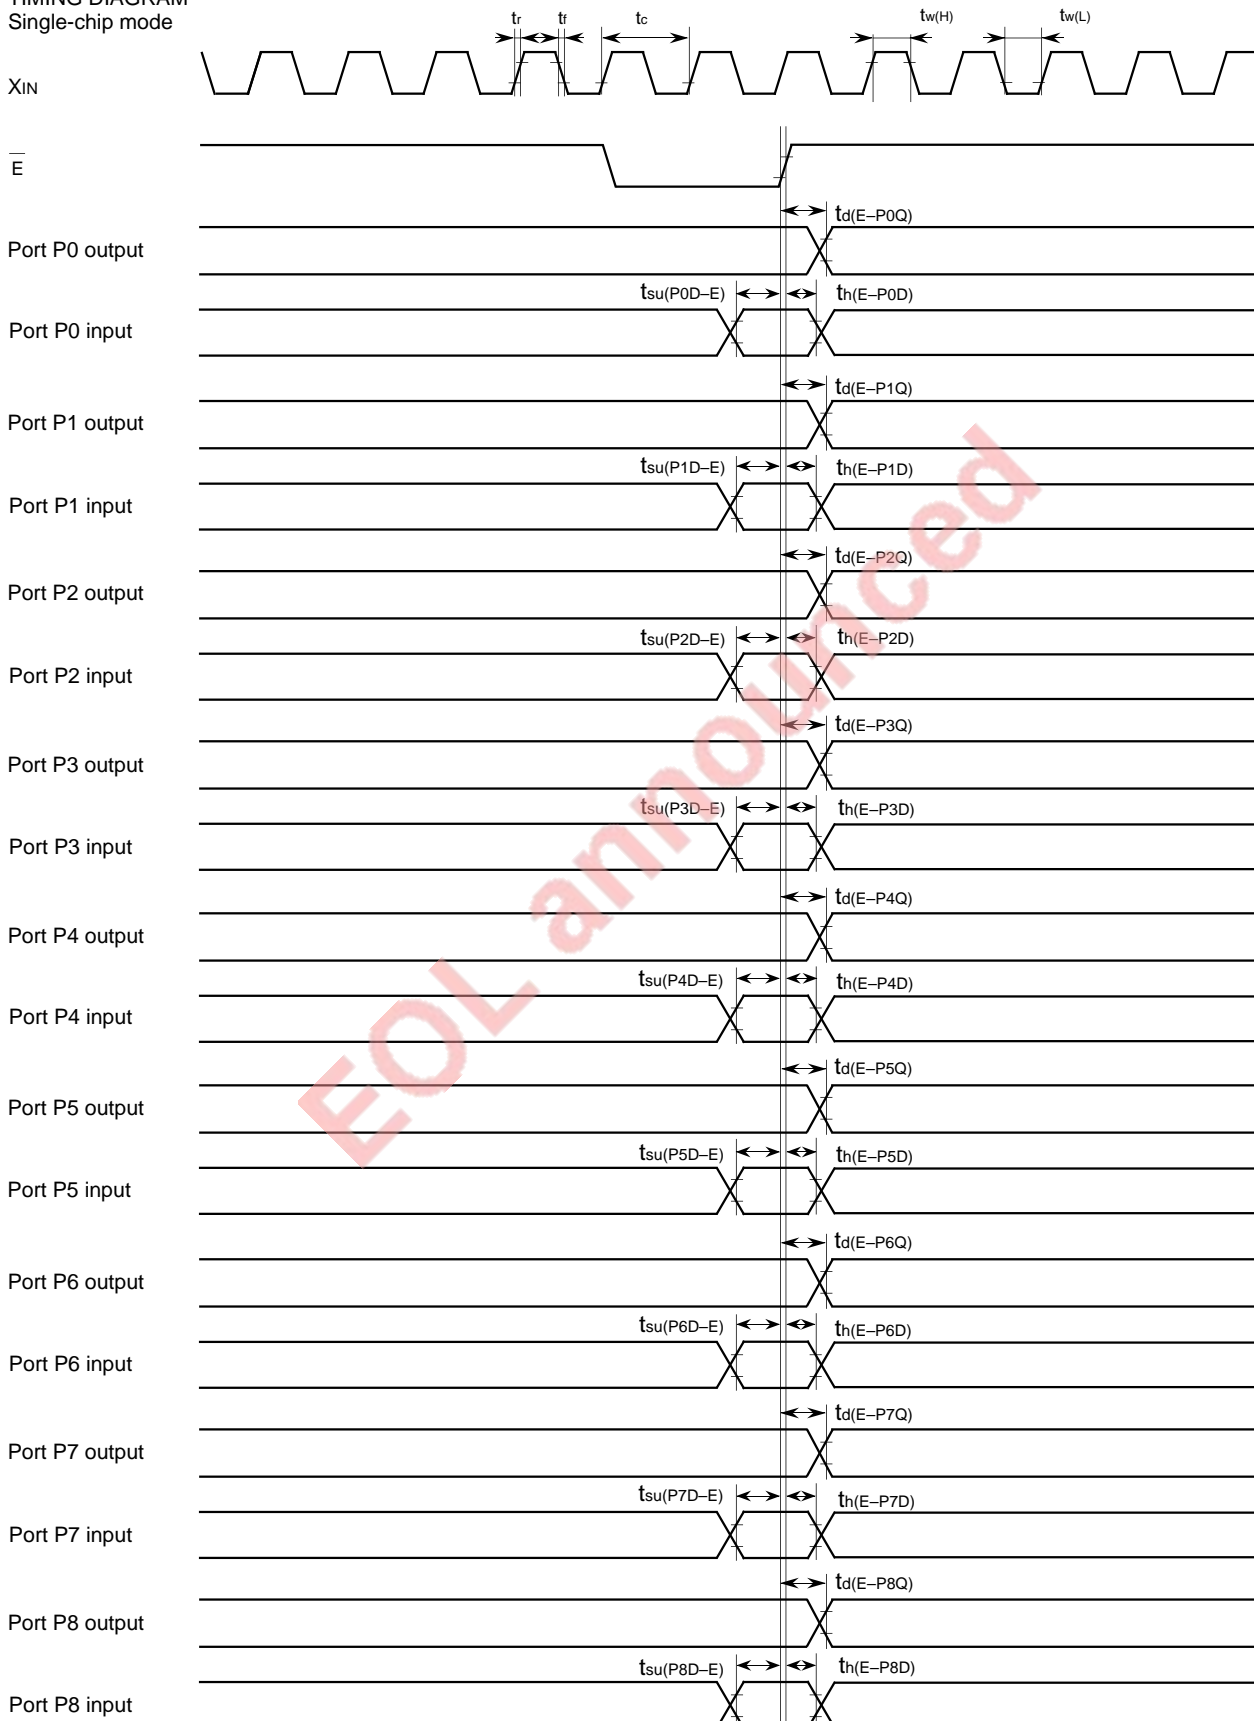 TIMING DIAGRAM
Single-chip mode
tr tf tc tw(H) tw(L)
XIN
E
td(E–P0Q)
Port P0 output
tsu(P0D–E) th(E–P0D)
Port P0 input
td(E–P1Q)
Port P1 output
tsu(P1D–E) th(E–P1D)
Port P1 input
td(E–P2Q)
Port P2 output
tsu(P2D–E) th(E–P2D)
Port P2 input
td(E–P3Q)
Port P3 output
tsu(P3D–E) th(E–P3D)
Port P3 input
td(E–P4Q)
Port P4 output
tsu(P4D–E) th(E–P4D)
Port P4 input
td(E–P5Q)
Port P5 output
tsu(P5D–E) th(E–P5D)
Port P5 input
td(E–P6Q)
Port P6 output
tsu(P6D–E) th(E–P6D)
Port P6 input
td(E–P7Q)
Port P7 output
tsu(P7D–E) th(E–P7D)
Port P7 input
td(E–P8Q)
Port P8 output
tsu(P8D–E) th(E–P8D)
Port P8 input
EOL announced